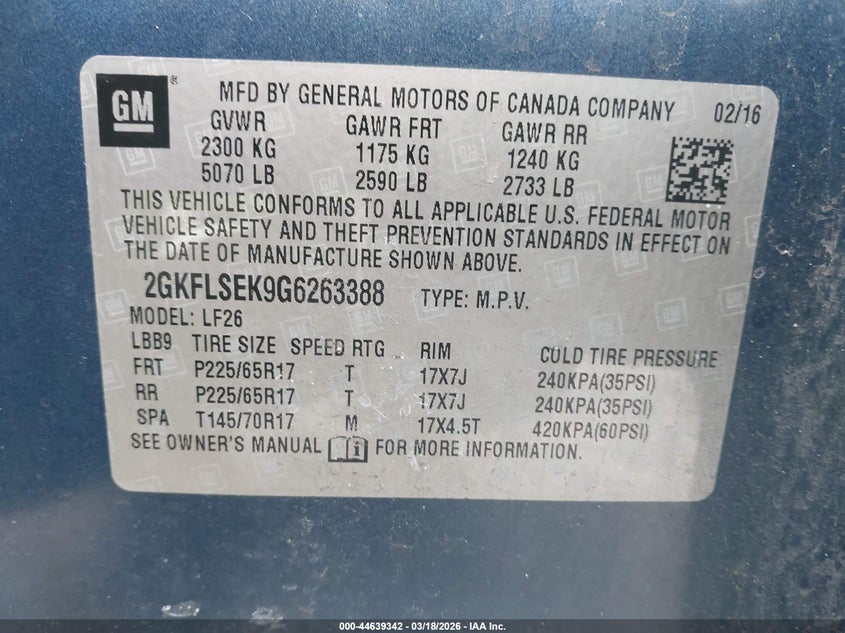 GM ®
MFD BY GENERAL MOTORS OF CANADA COMPANY 02/16
GVWR GAWR FRT GAWR RR
2300 KG 1175 KG 1240 KG
5070 LB 2590 LB 2733 LB
THIS VEHICLE CONFORMS TO ALL APPLICABLE U.S. FEDERAL MOTOR
VEHICLE SAFETY AND THEFT PREVENTION STANDARDS IN EFFECT ON
THE DATE OF MANUFACTURE SHOWN ABOVE.
2GKFLSEK9G6263388 TYPE: M.P.V.
MODEL: LF26
LBB9 TIRE SIZE SPEED RTG RIM COLD TIRE PRESSURE
FRT P225/65R17 T 17X7J 240KPA(35PSI)
RR P225/65R17 T 17X7J 240KPA(35PSI)
SPA T145/70R17 M 17X4.5T 420KPA(60PSI)
SEE OWNER'S MANUAL i FOR MORE INFORMATION.
000-44639342 — 03/18/2026 — IAA Inc.